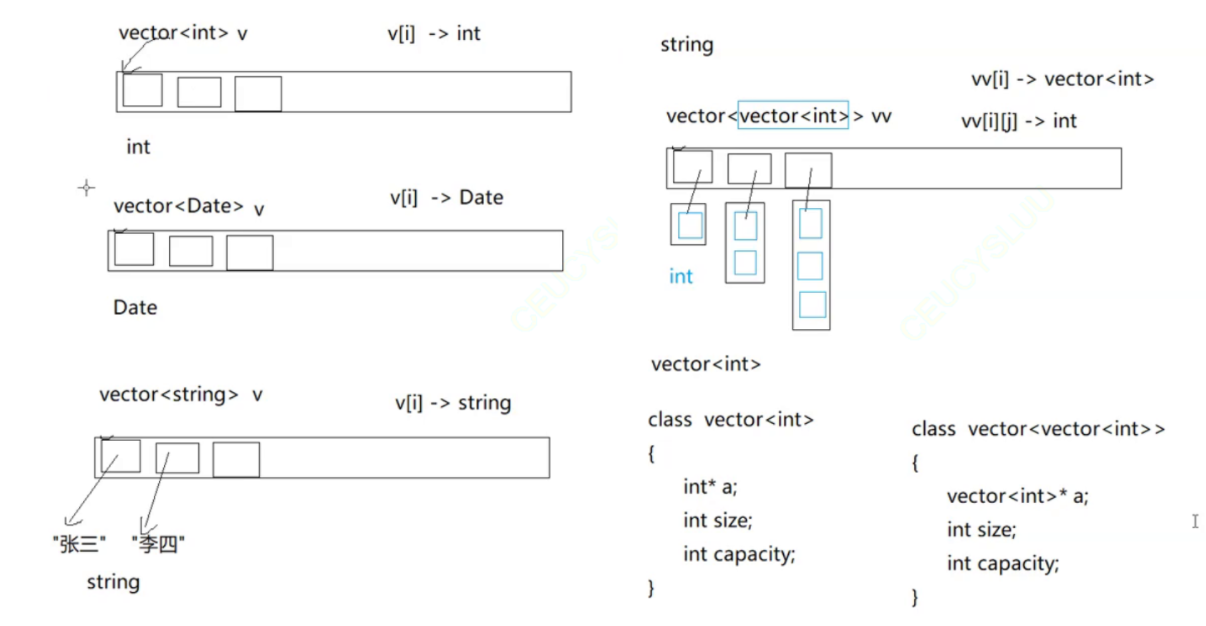 vector<int> v
v[i] -> int
int
vector<Date> v
v[i] -> Date
Date
vector<string> v
v[i] -> string
"张三" "李四"
string
string
vv[i] -> vector<int>
vector<vector<int>> vv
vv[i][j] -> int
int
vector<int>
class vector<int>
{
int* a;
int size;
int capacity;
}
class vector<vector<int>>
{
vector<int>* a;
int size;
int capacity;
}